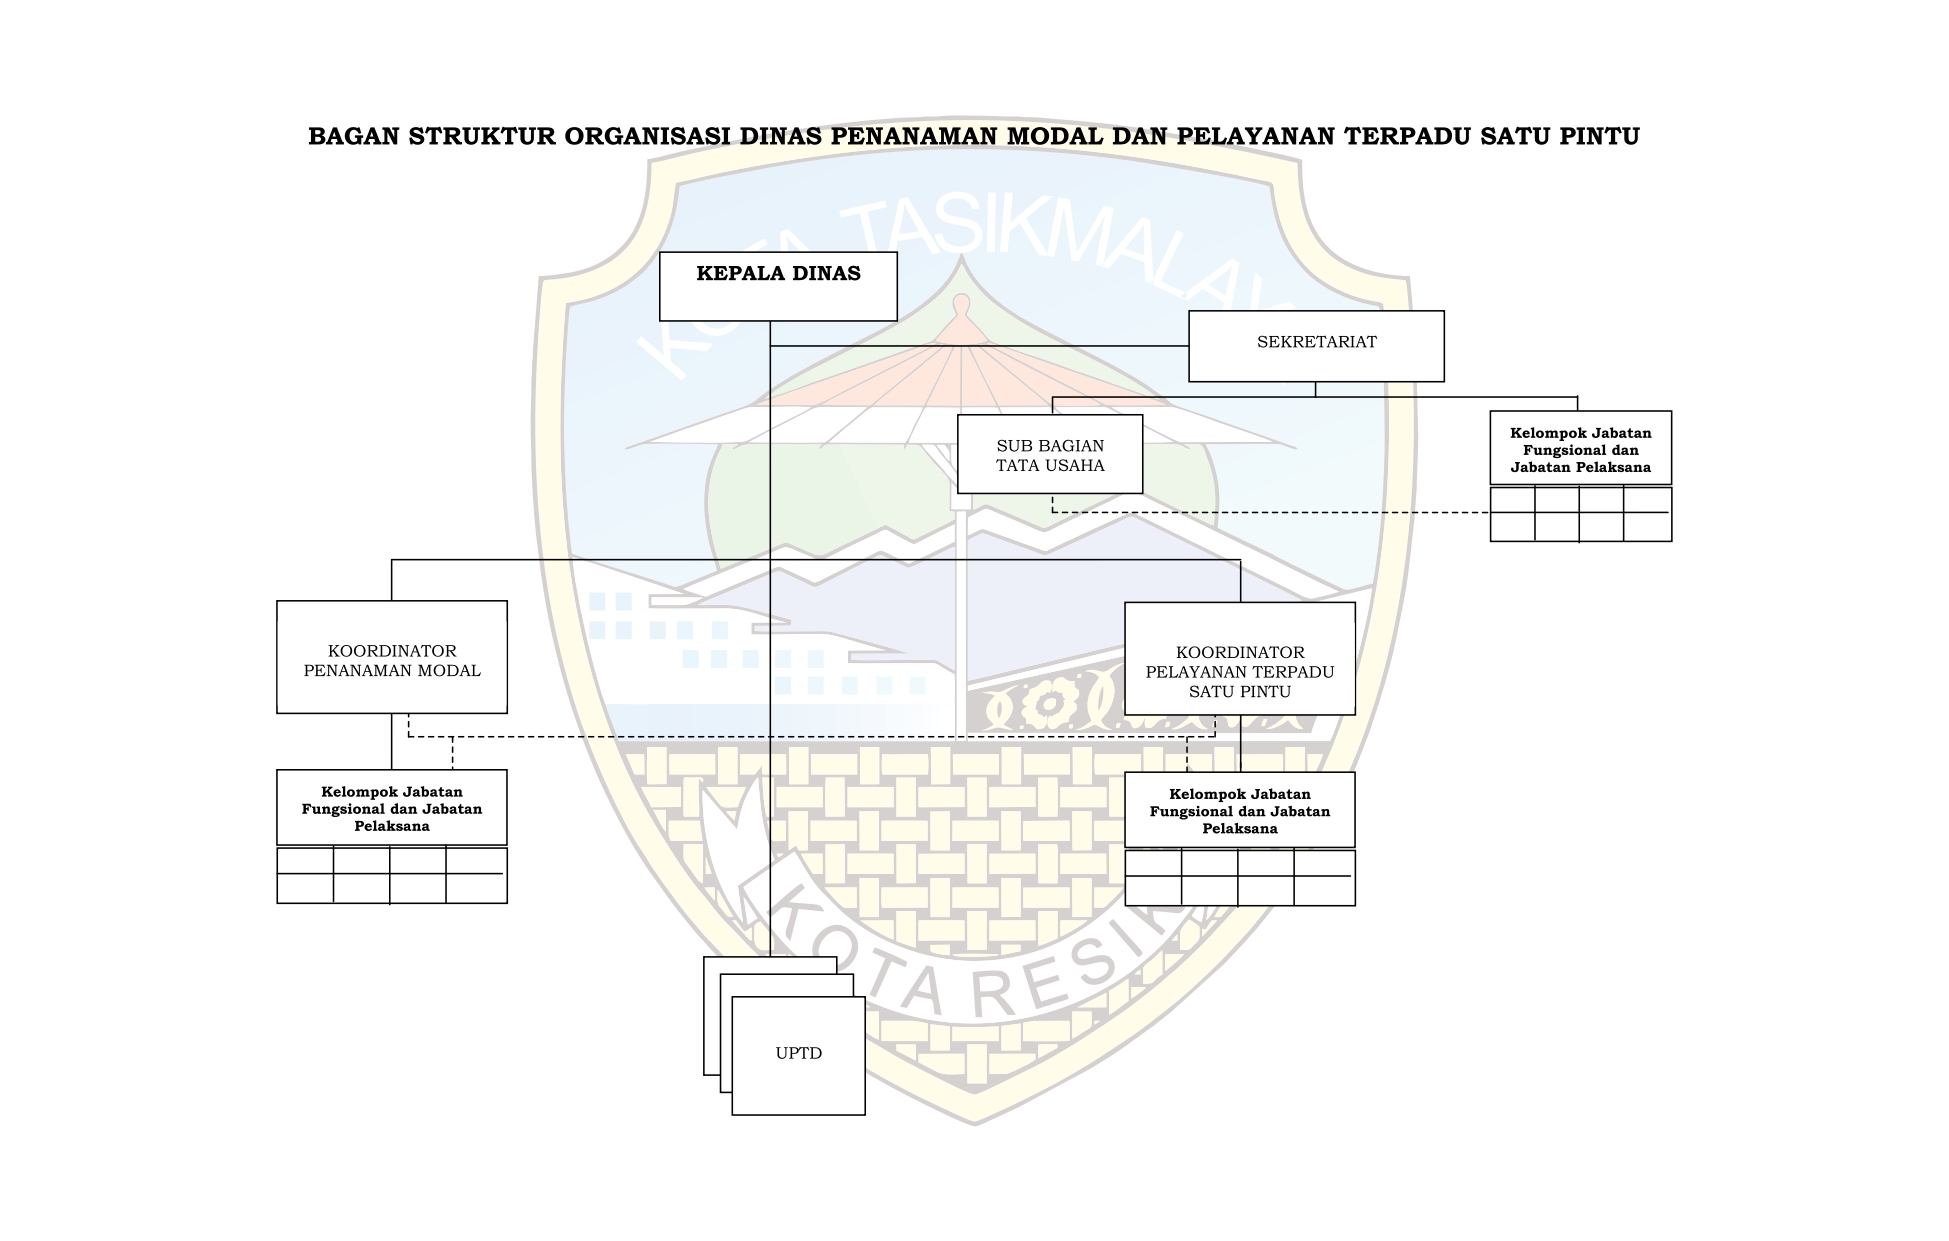 BAGAN STRUKTUR ORGANISASI DINAS PENANAMAN MODAL DAN PELAYANAN TERPADU SATU PINTU
KOTA TASIKMALAYA
KEPALA DINAS
SEKRETARIAT
SUB BAGIAN
TATA USAHA
Kelompok Jabatan
Fungsional dan
Jabatan Pelaksana
KOORDINATOR
PENANAMAN MODAL
KOORDINATOR
PELAYANAN TERPADU
SATU PINTU
Kelompok Jabatan
Fungsional dan Jabatan
Pelaksana
Kelompok Jabatan
Fungsional dan Jabatan
Pelaksana
KOTA RESIK
UPTD